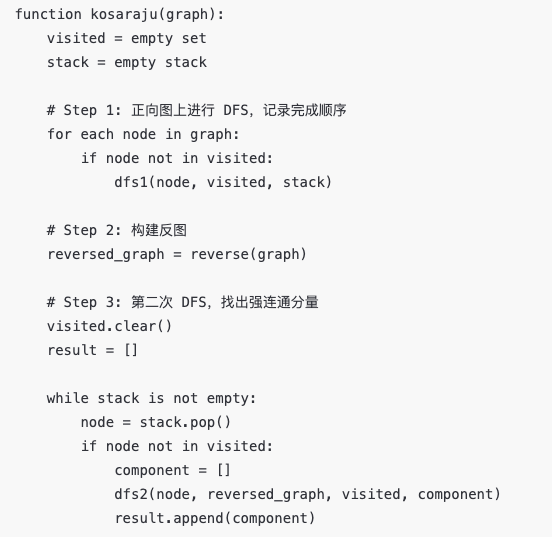 function kosaraju(graph):
    visited = empty set
    stack = empty stack

    # Step 1: 正向图上进行 DFS，记录完成顺序
    for each node in graph:
        if node not in visited:
            dfs1(node, visited, stack)

    # Step 2: 构建反图
    reversed_graph = reverse(graph)

    # Step 3: 第二次 DFS，找出强连通分量
    visited.clear()
    result = []

    while stack is not empty:
        node = stack.pop()
        if node not in visited:
            component = []
            dfs2(node, reversed_graph, visited, component)
            result.append(component)